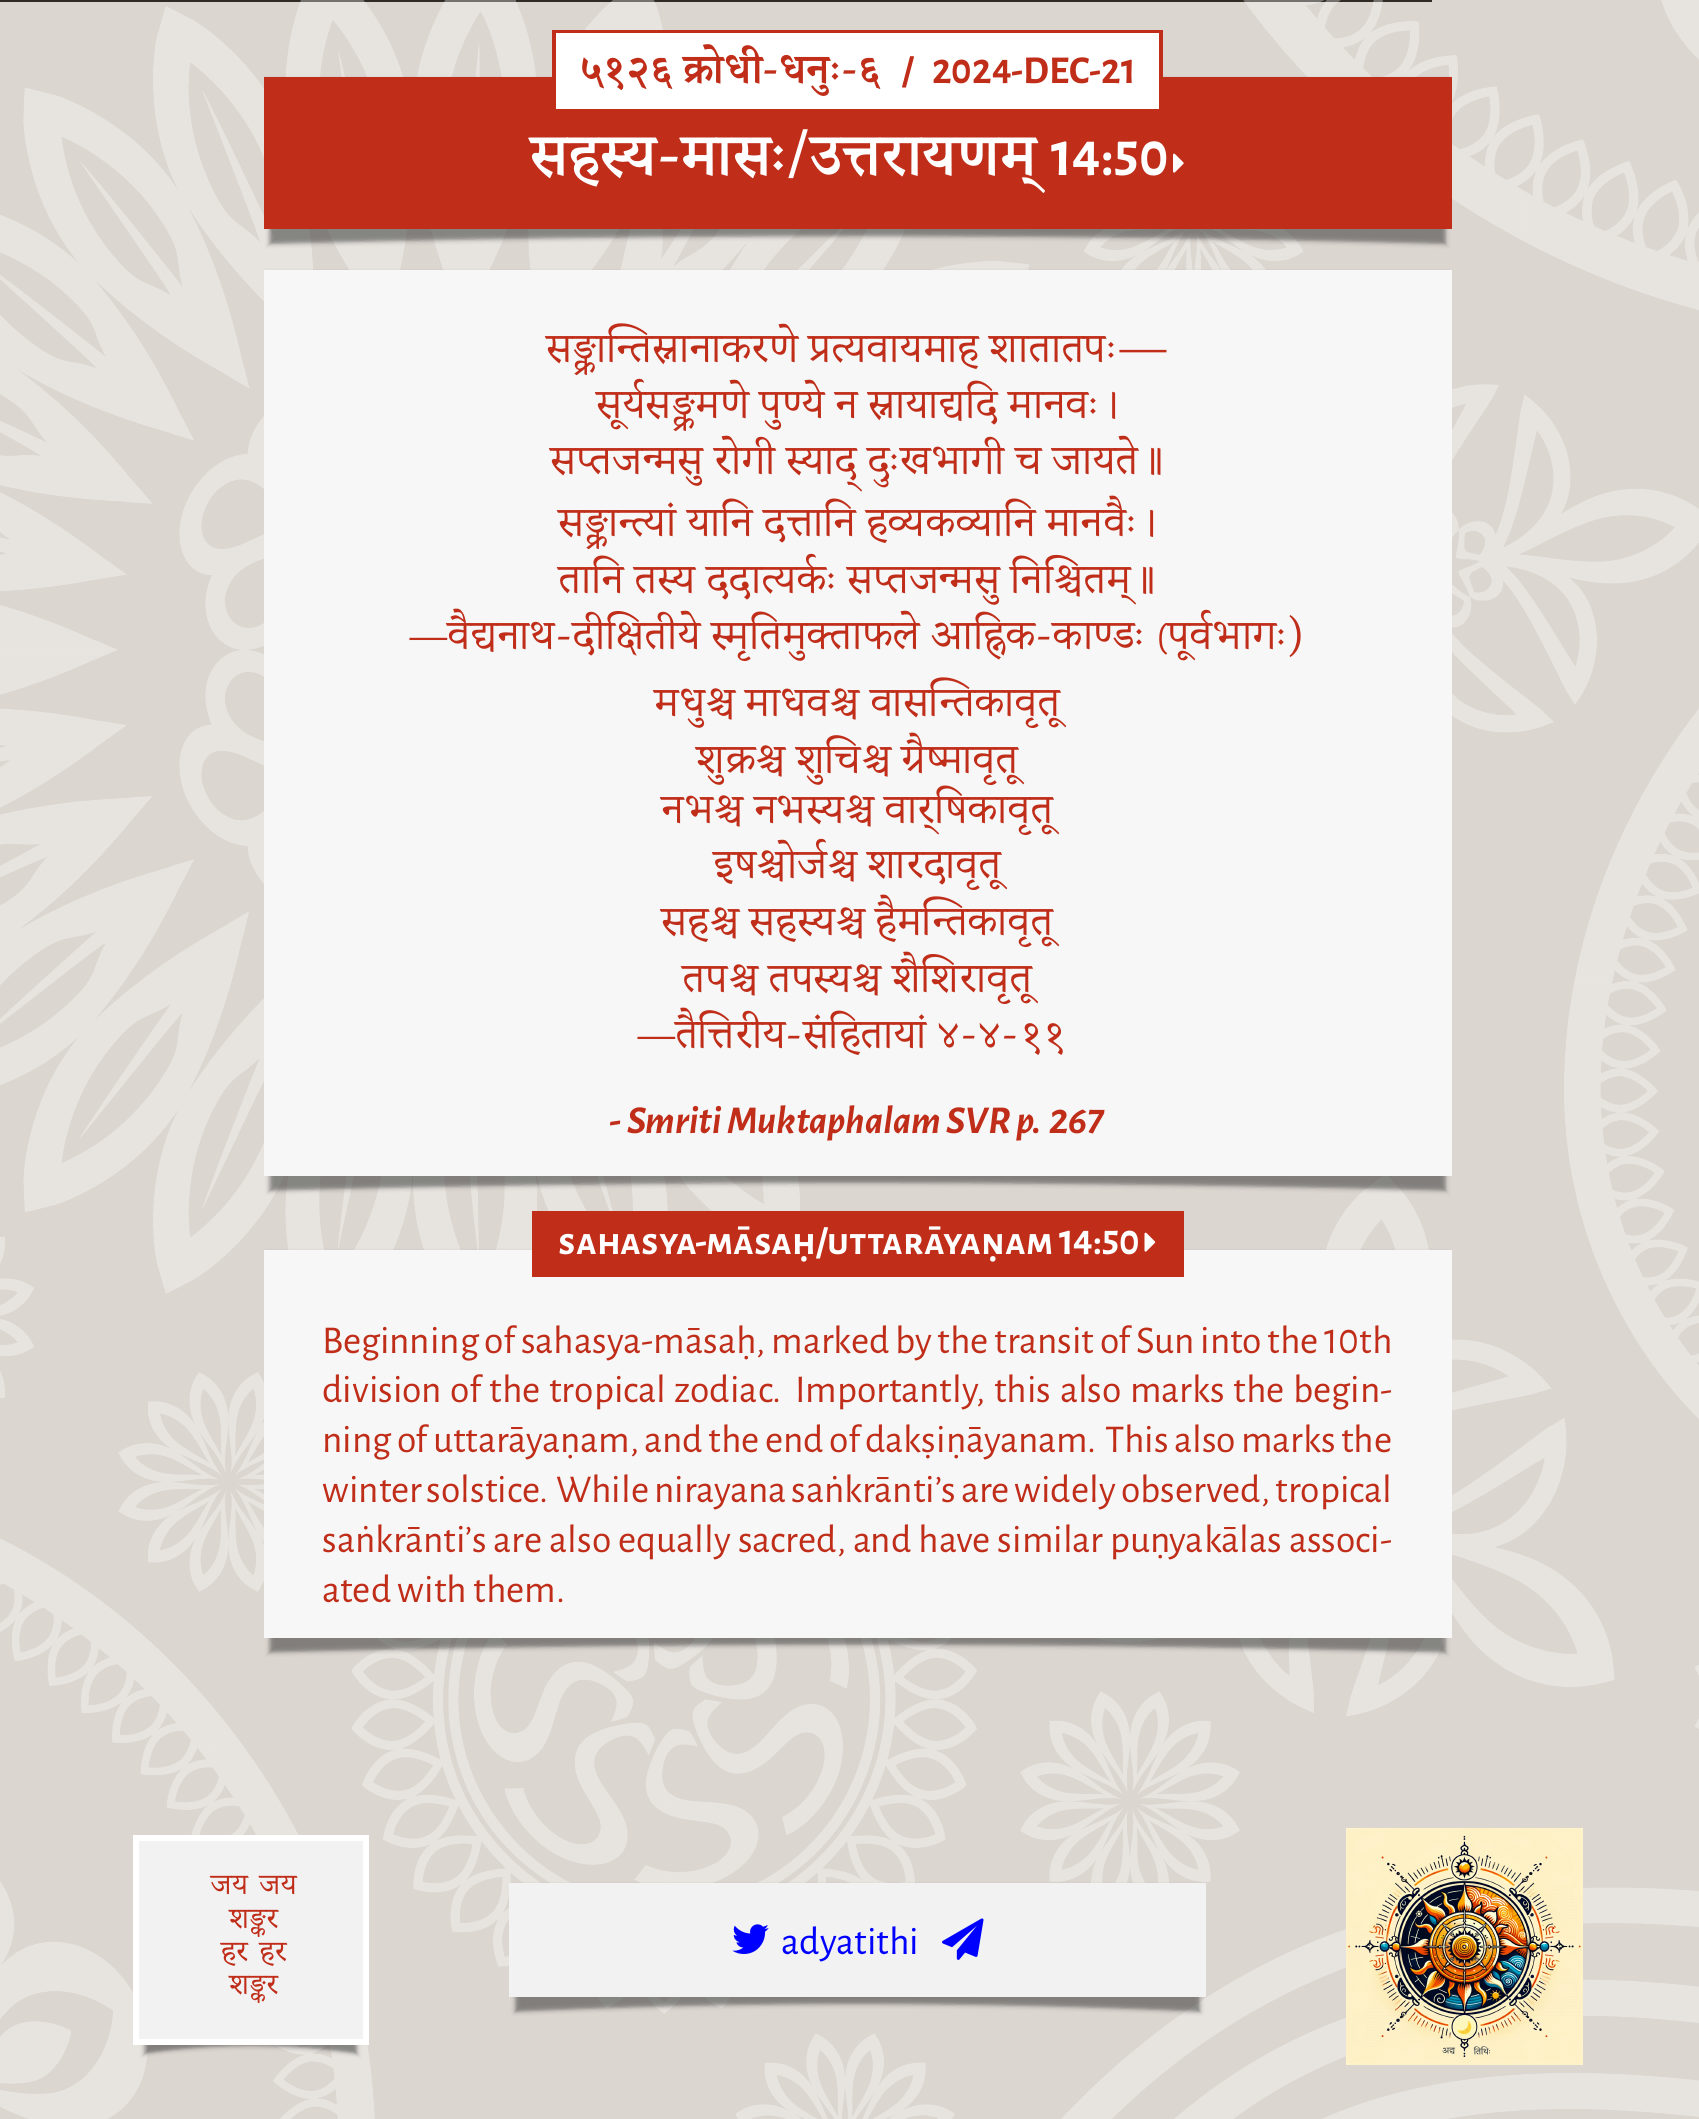 ५१२६ क्रोधी-धनुः-६ / 2024-DEC-21
सहस्य-मासः/उत्तरायणम् 14:50
सङ्क्रान्तिस्नानाकरणे प्रत्यवायमाह शातातपः—
सूर्यसङ्क्रमणे पुण्ये न स्नायाद्यदि मानवः।
सप्तजन्मसु रोगी स्याद् दुःखभागी च जायते॥
सङ्क्रान्त्यां यानि दत्तानि हव्यकव्यानि मानवैः।
तानि तस्य ददात्यर्कः सप्तजन्मसु निश्चितम्॥
—वैद्यनाथ-दीक्षितीये स्मृतिमुक्ताफले आह्निक-काण्डः (पूर्वभागः)
मधुश्च माधवश्च वासन्तिकावृतू
शुक्रश्च शुचिश्च ग्रैष्मावृतू
नभश्च नभस्यश्च वार्‌षिकावृतू
इषश्चोर्जश्च शारदावृतू
सहश्च सहस्यश्च हैमन्तिकावृतू
तपश्च तपस्यश्च शैशिरावृतू
—तैत्तिरीय-संहितायां ४-४-११
- Smriti Muktaphalam SVR p. 267
SAHASYA-MĀSAḤ/UTTARĀYAṆAM 14:50
Beginning of sahasya-māsaḥ, marked by the transit of Sun into the 10th
division of the tropical zodiac. Importantly, this also marks the begin-
ning of uttarāyaṇam, and the end of dakṣiṇāyanam. This also marks the
winter solstice. While nirayana saṅkrānti’s are widely observed, tropical
saṅkrānti’s are also equally sacred, and have similar puṇyakālas associ-
ated with them.
जय जय
शङ्कर
हर हर
शङ्कर
adyatithi
अद्य तिथिः